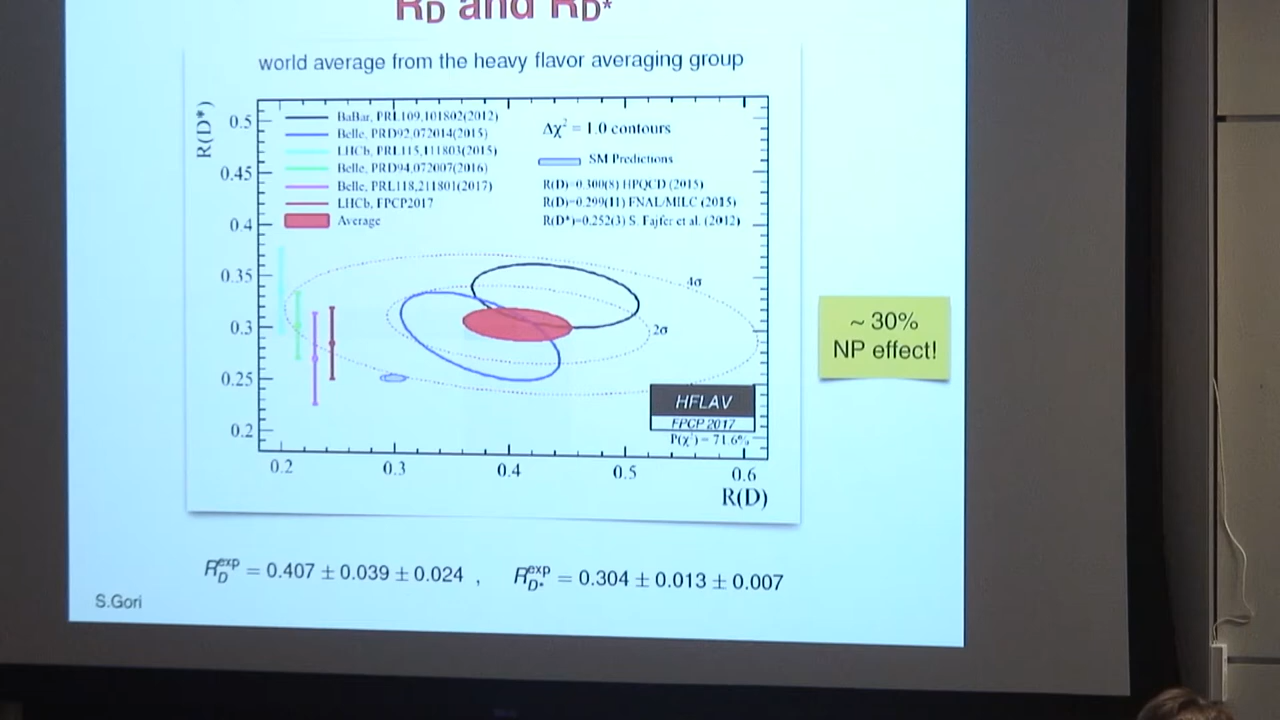 RD and RD*
world average from the heavy flavor averaging group
R(D*)
0.5
0.45
0.4
0.35
0.3
0.25
0.2
BaBar, PRL109,101802(2012)
Belle, PRD92,072014(2015)
LHCb, PRL115,111803(2015)
Belle, PRD94,072007(2016)
Belle, PRL118,211801(2017)
LHCb, FPCP2017
Average
Δχ² = 1.0 contours
SM Predictions
R(D)=0.300(8) HPQCD (2015)
R(D)=0.299(11) FNAL/MILC (2015)
R(D*)=0.252(3) S. Fajfer et al. (2012)
4σ
2σ
HFLAV
FPCP 2017
P(χ²) = 71.6%
0.2 0.3 0.4 0.5 0.6
R(D)
~ 30%
NP effect!
R_D^exp = 0.407 ± 0.039 ± 0.024 , R_D*^exp = 0.304 ± 0.013 ± 0.007
S.Gori